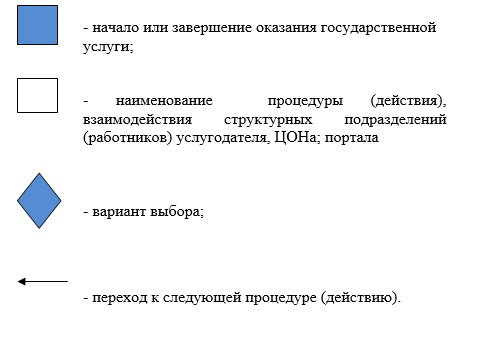 - начало или завершение оказания государственной
услуги;
- наименование процедуры (действия),
взаимодействия структурных подразделений
(работников) услугодателя, ЦОНа; портала
- вариант выбора;
- переход к следующей процедуре (действию).